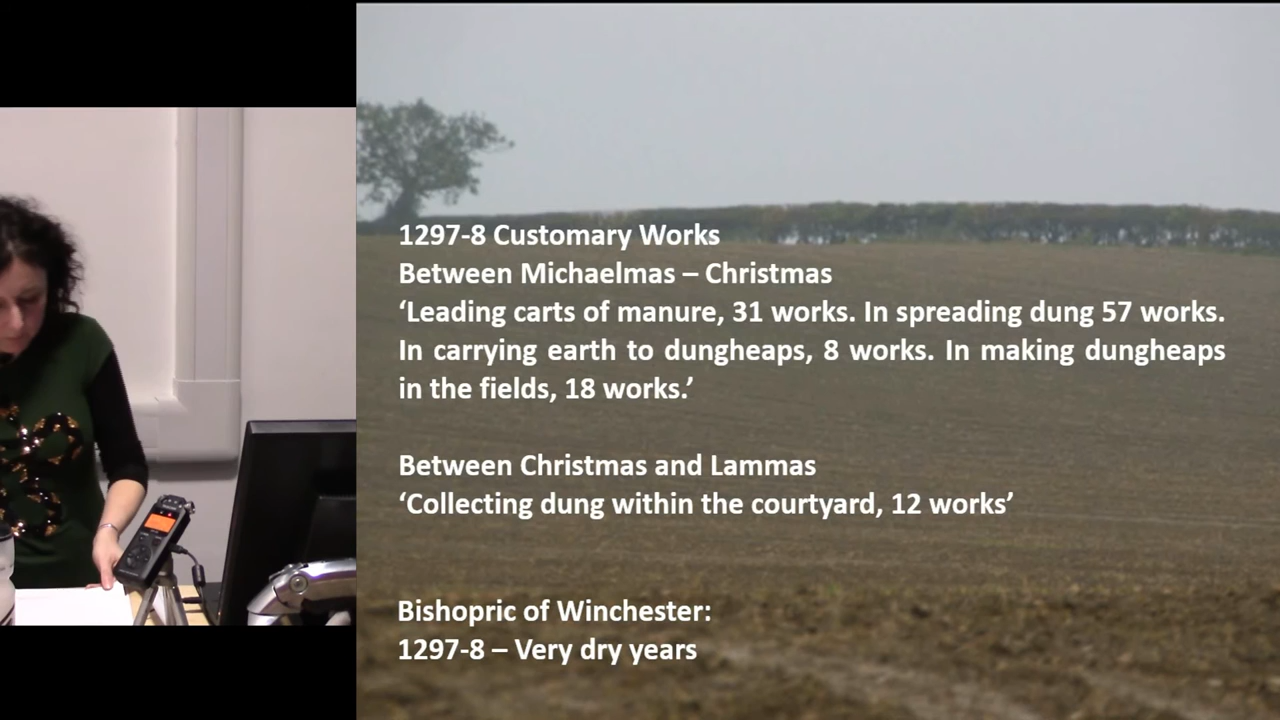 1297-8 Customary Works
Between Michaelmas – Christmas
‘Leading carts of manure, 31 works. In spreading dung 57 works.
In carrying earth to dungheaps, 8 works. In making dungheaps
in the fields, 18 works.’
Between Christmas and Lammas
‘Collecting dung within the courtyard, 12 works’
Bishopric of Winchester:
1297-8 – Very dry years